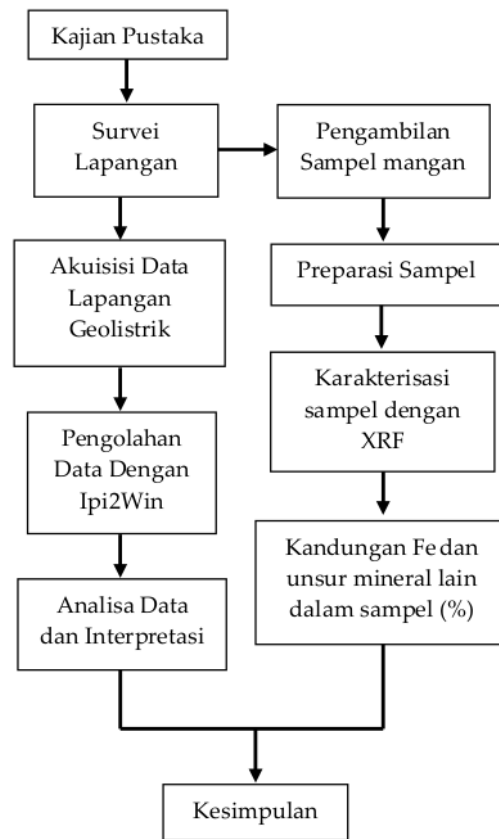 Kajian Pustaka
Survei
Lapangan
Pengambilan
Sampel mangan
Akuisisi Data
Lapangan
Geolistrik
Preparasi Sampel
Pengolahan
Data Dengan
Ipi2Win
Karakterisasi
sampel dengan
XRF
Analisa Data
dan Interpretasi
Kandungan Fe dan
unsur mineral lain
dalam sampel (%)
Kesimpulan